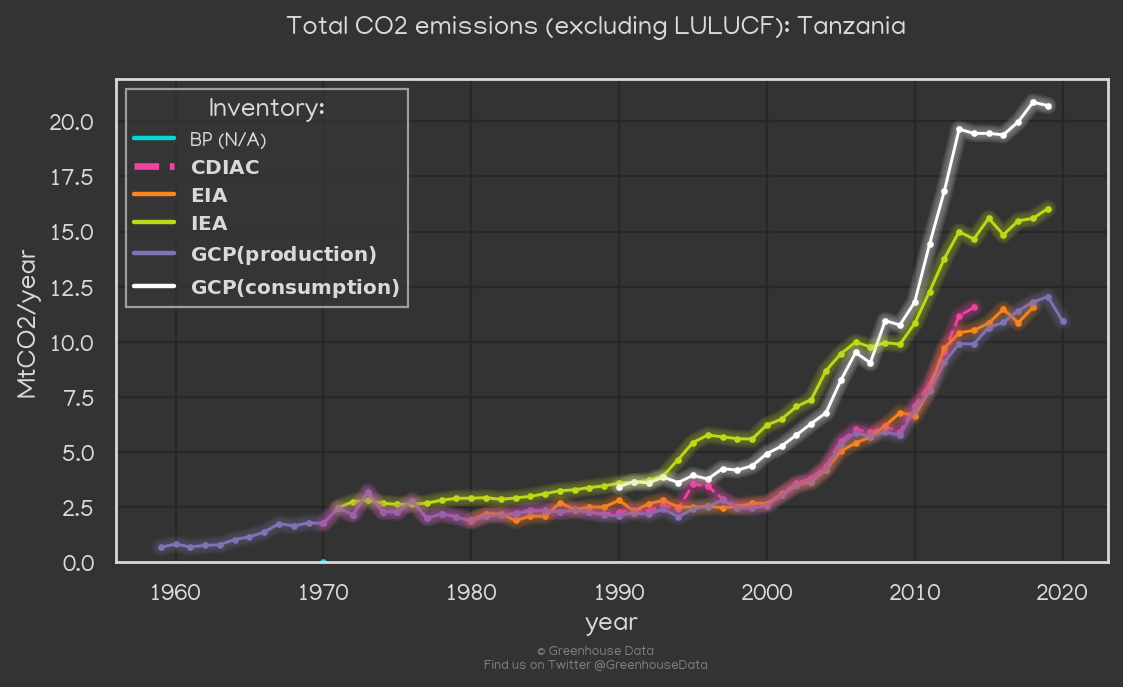 Total CO2 emissions (excluding LULUCF): Tanzania
Inventory:
BP (N/A)
CDIAC
EIA
IEA
GCP(production)
GCP(consumption)
MtCO2/year
20.0
17.5
15.0
12.5
10.0
7.5
5.0
2.5
0.0
1960 1970 1980 1990 2000 2010 2020
year
© Greenhouse Data
Find us on Twitter @GreenhouseData